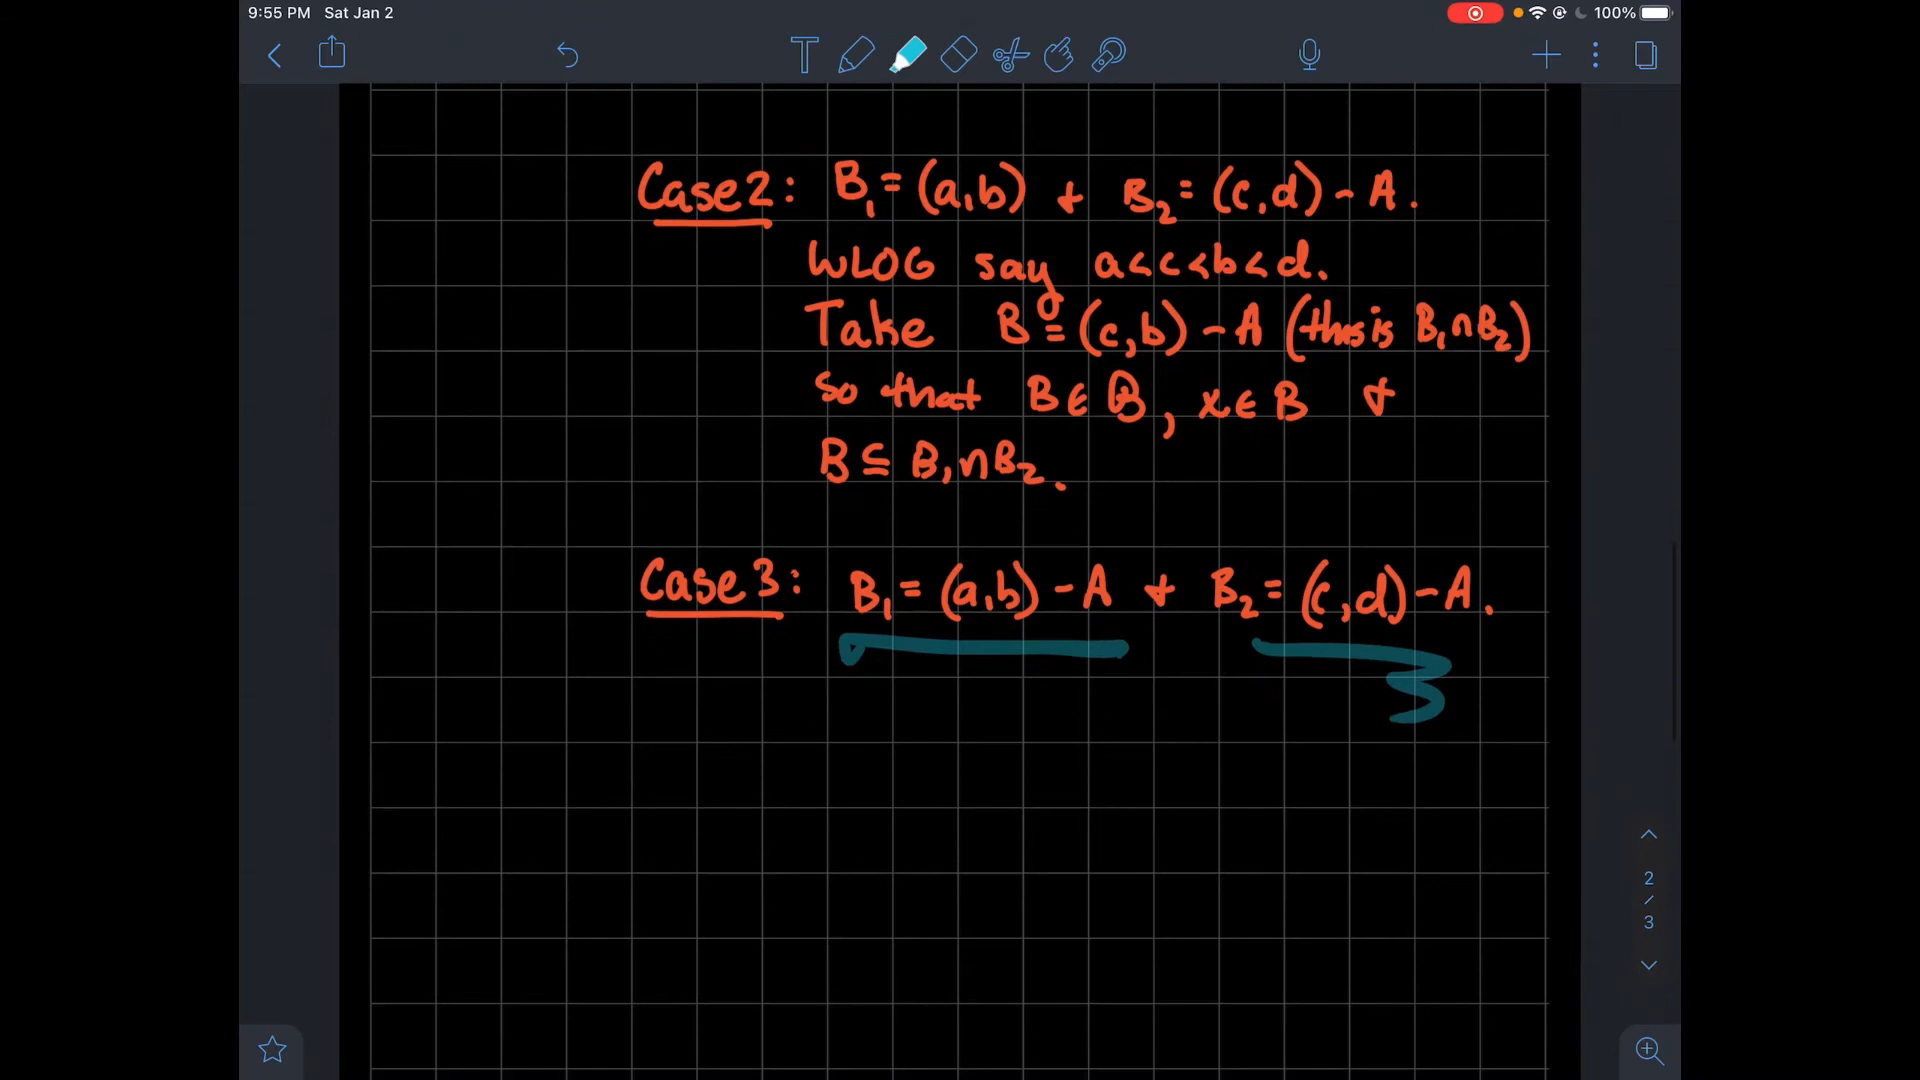 9:55 PM Sat Jan 2
100%
Case 2: B₁ = (a,b) + B₂ = (c,d) - A.
WLOG say a < c < b < d.
Take B = (c,b) - A (this is B₁∩B₂)
So that B ∈ ℬ, x ∈ B +
B ⊆ B₁∩B₂.
Case 3: B₁ = (a,b) - A + B₂ = (c,d) - A.
2
/
3